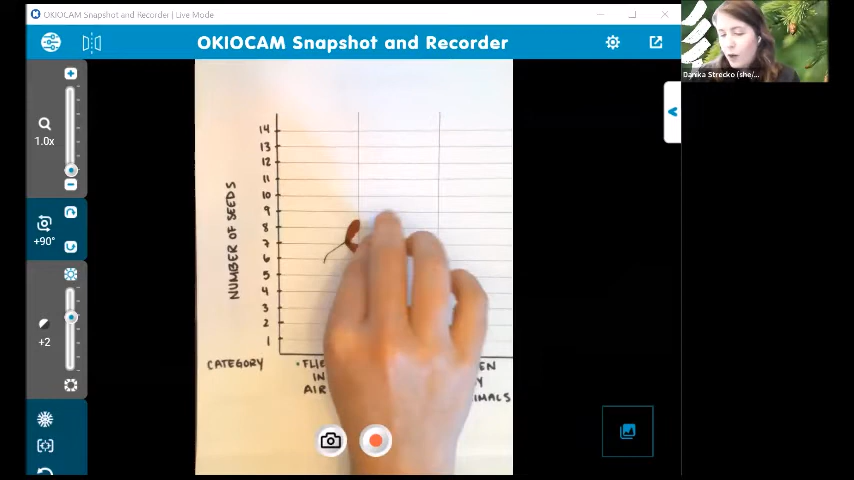 OKIOCAM Snapshot and Recorder | Live Mode
OKIOCAM Snapshot and Recorder
Danika Strecko (she/...
1.0x
+90°
+2
NUMBER OF SEEDS
14
13
12
11
10
9
8
7
6
5
4
3
2
1
CATEGORY
IN
AIR